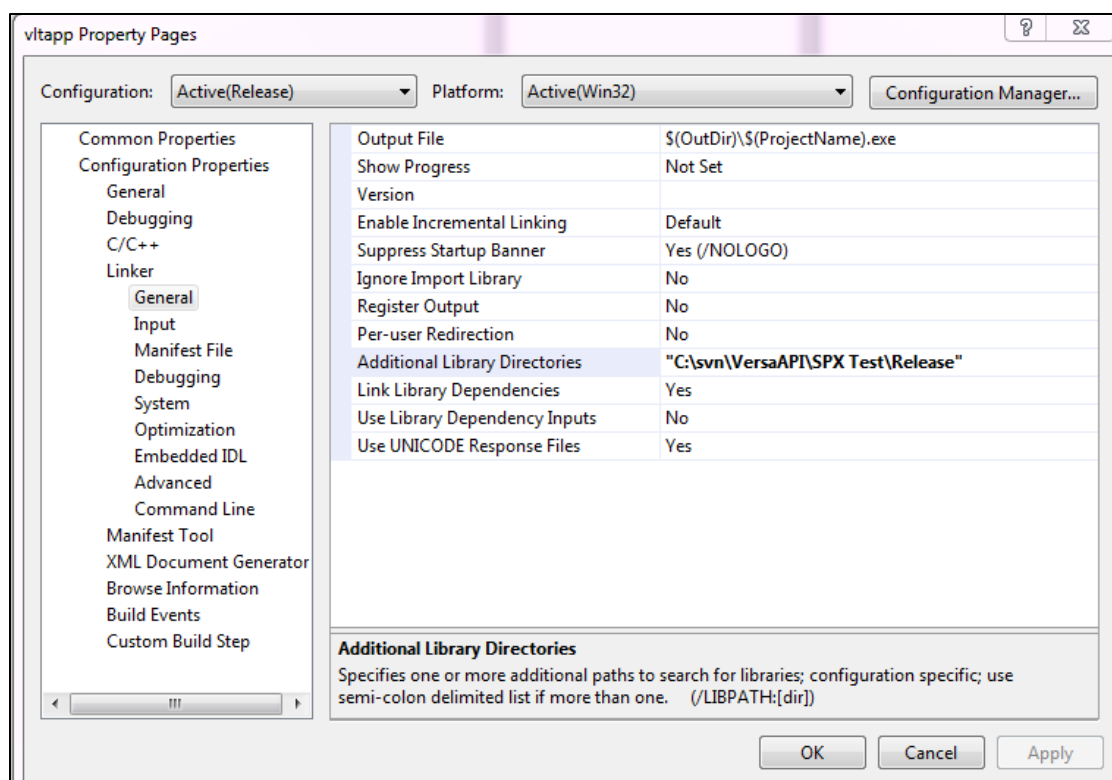 vltapp Property Pages
Configuration: Active(Release) Platform: Active(Win32) Configuration Manager...
Common Properties
Configuration Properties
General
Debugging
C/C++
Linker
General
Input
Manifest File
Debugging
System
Optimization
Embedded IDL
Advanced
Command Line
Manifest Tool
XML Document Generator
Browse Information
Build Events
Custom Build Step
Output File $(OutDir)\$(ProjectName).exe
Show Progress Not Set
Version
Enable Incremental Linking Default
Suppress Startup Banner Yes (/NOLOGO)
Ignore Import Library No
Register Output No
Per-user Redirection No
Additional Library Directories "C:\svn\VersaAPI\SPX Test\Release"
Link Library Dependencies Yes
Use Library Dependency Inputs No
Use UNICODE Response Files Yes
Additional Library Directories
Specifies one or more additional paths to search for libraries; configuration specific; use
semi-colon delimited list if more than one. (/LIBPATH:[dir])
OK Cancel Apply